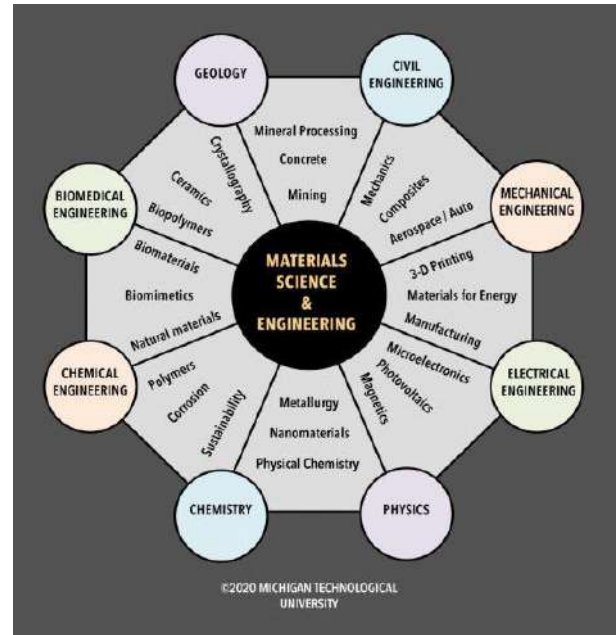 GEOLOGY
CIVIL
ENGINEERING
Mineral Processing
Concrete
Mining
Crystallography
Ceramics
Biopolymers
Mechanics
Composites
Aerospace / Auto
BIOMEDICAL
ENGINEERING
MECHANICAL
ENGINEERING
MATERIALS
SCIENCE
&
ENGINEERING
Biomaterials
Biomimetics
Natural materials
3-D Printing
Materials for Energy
Manufacturing
CHEMICAL
ENGINEERING
ELECTRICAL
ENGINEERING
Polymers
Corrosion
Sustainability
Microelectronics
Photovoltaics
Magnetics
Metallurgy
Nanomaterials
Physical Chemistry
CHEMISTRY
PHYSICS
©2020 MICHIGAN TECHNOLOGICAL
UNIVERSITY